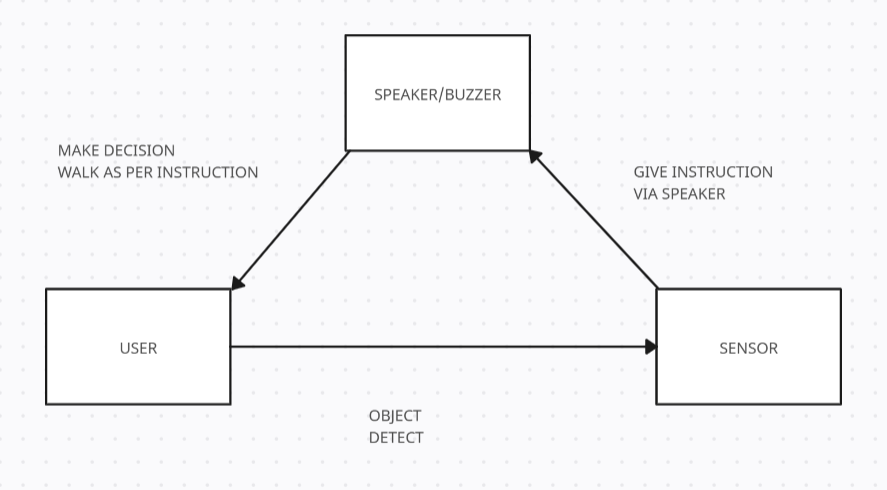 SPEAKER/BUZZER
MAKE DECISION
WALK AS PER INSTRUCTION
GIVE INSTRUCTION
VIA SPEAKER
USER
SENSOR
OBJECT
DETECT